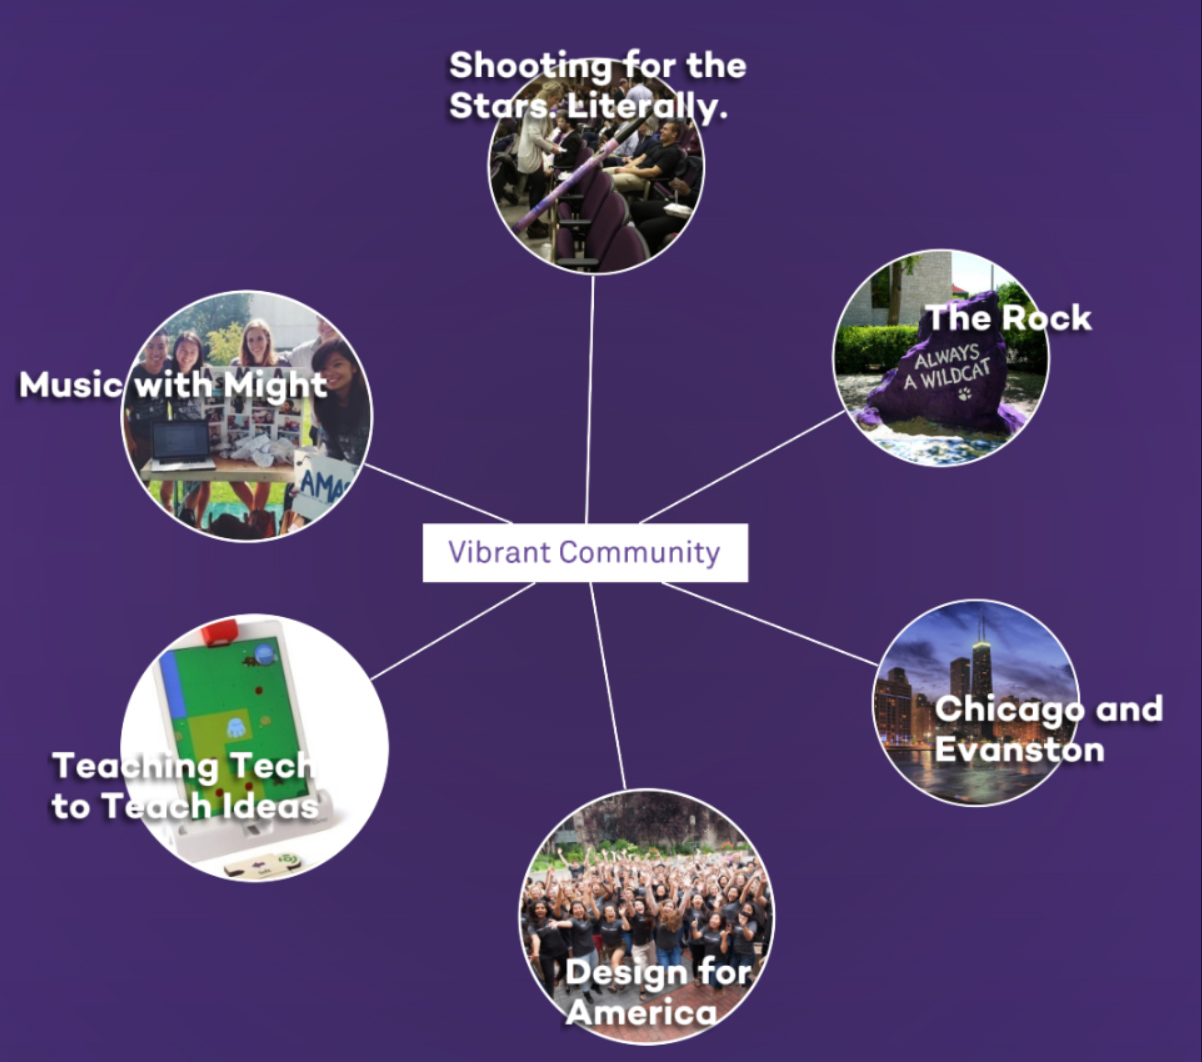 Shooting for the
Stars. Literally.
The Rock
ALWAYS
A WILDCAT
Music with Might
AMA
Vibrant Community
Chicago and
Evanston
Teaching Tech
to Teach Ideas
Design for
America